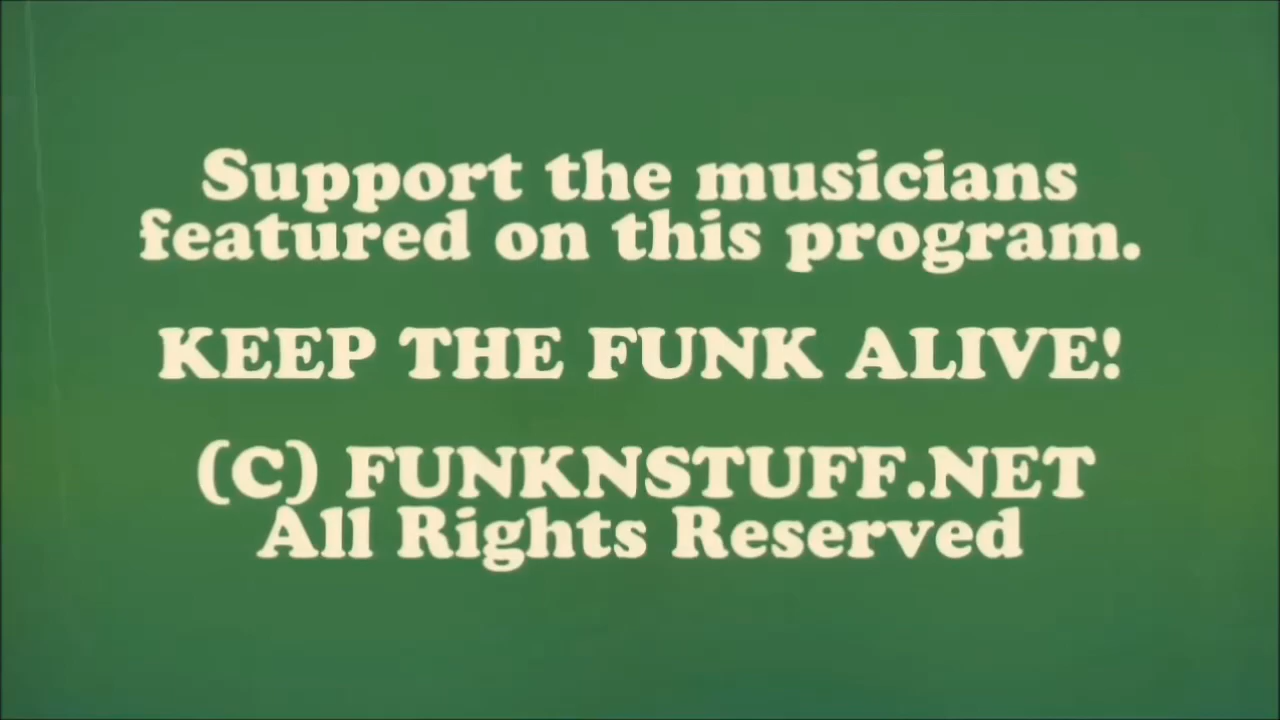 Support the musicians
featured on this program.
KEEP THE FUNK ALIVE!
(C) FUNKNSTUFF.NET
All Rights Reserved